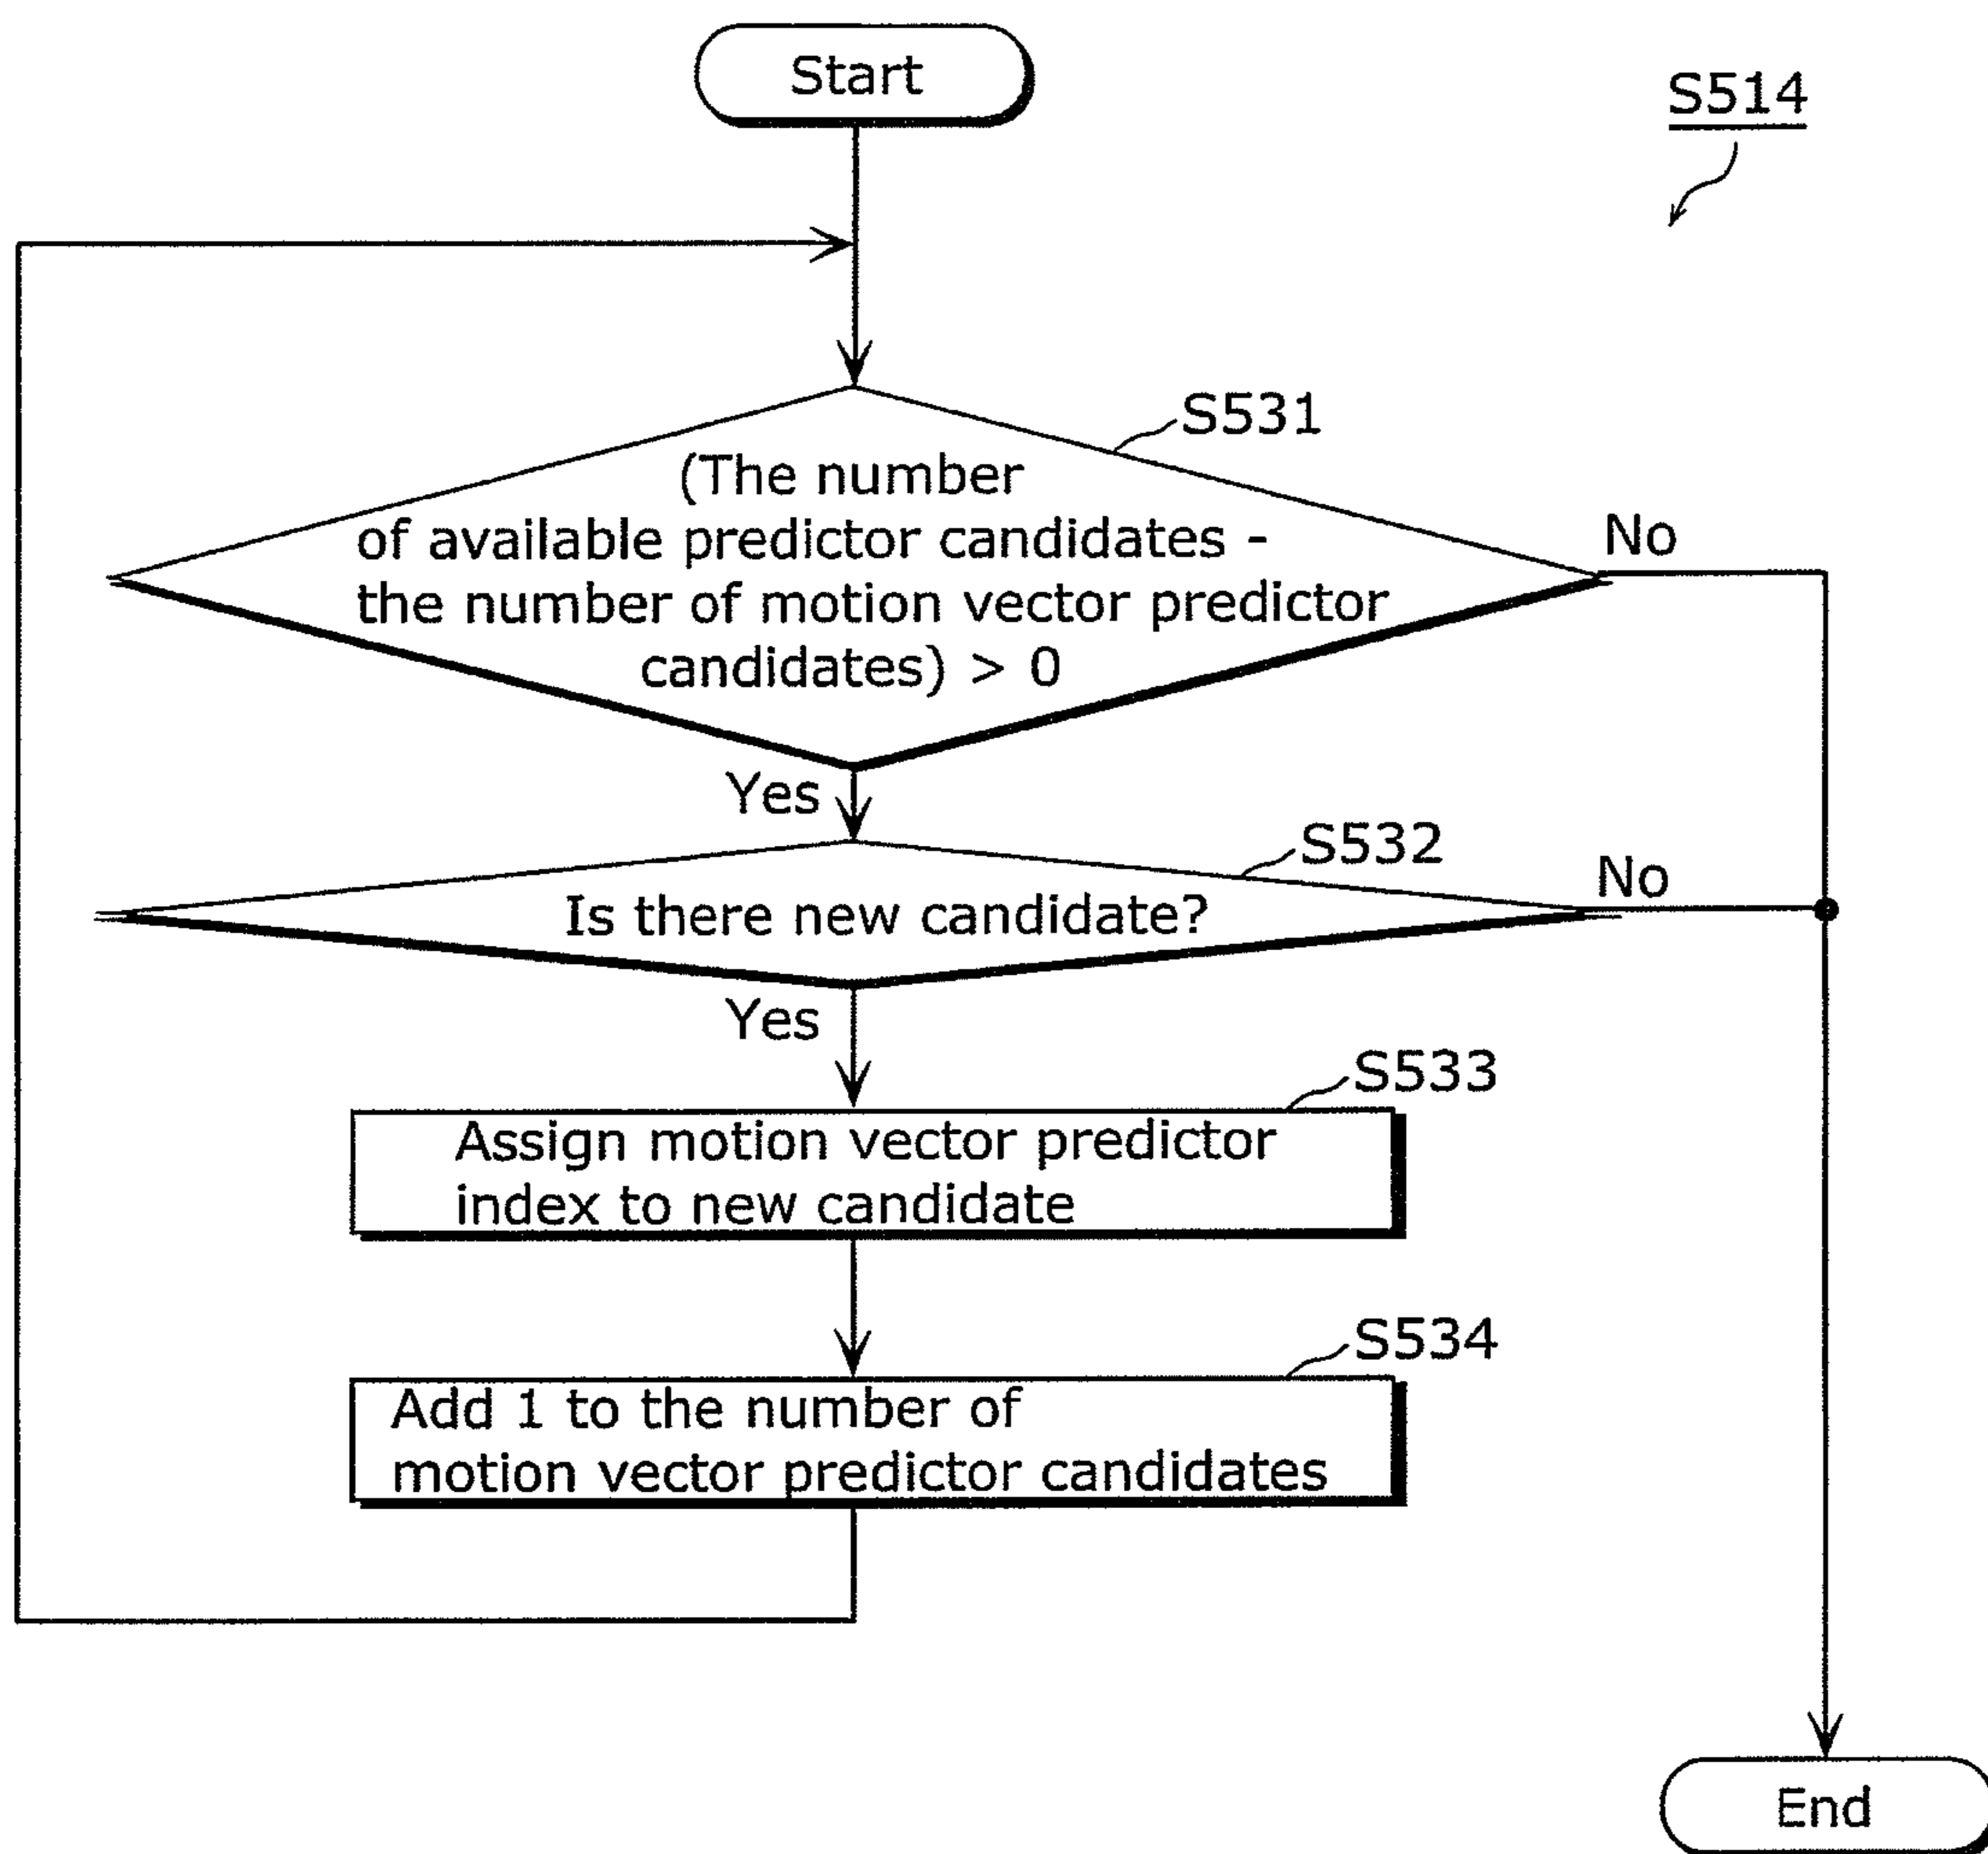 Start
S514
S531
(The number
of available predictor candidates -
the number of motion vector predictor
candidates) > 0
No
Yes
S532
Is there new candidate?
No
Yes
S533
Assign motion vector predictor
index to new candidate
S534
Add 1 to the number of
motion vector predictor candidates
End